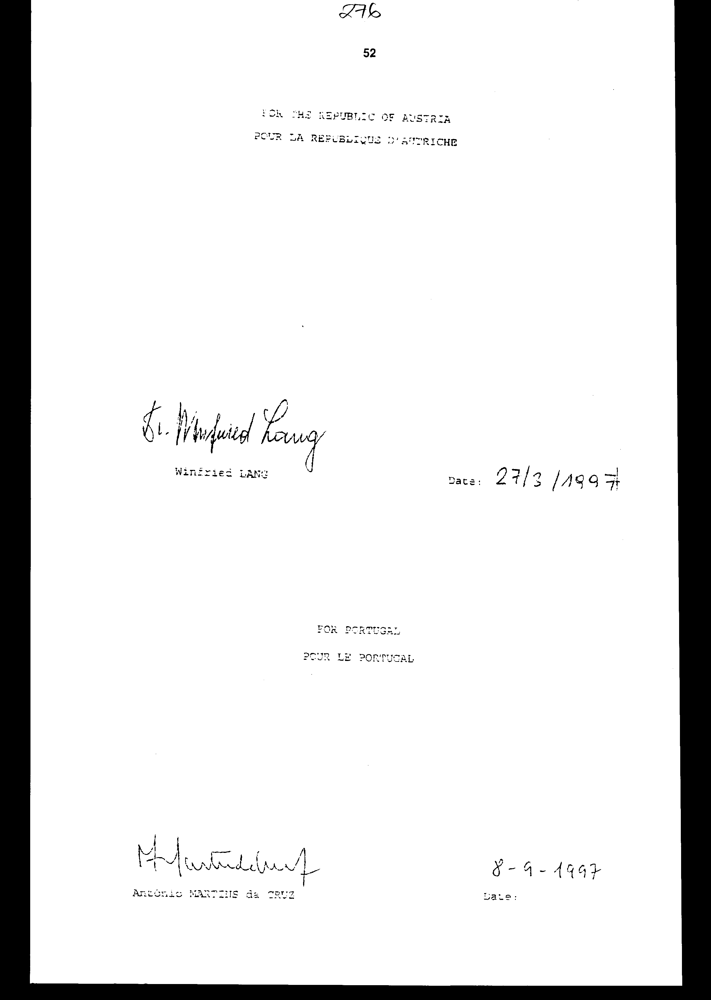 276
52
FOR THE REPUBLIC OF AUSTRIA
POUR LA REPUBLIQUE D'AUTRICHE
Dr. Winfried Lang
Winfried LANG
Date: 27/3/1997
FOR PORTUGAL
POUR LE PORTUGAL
8-9-1997
António MARTINS da CRUZ
Date: